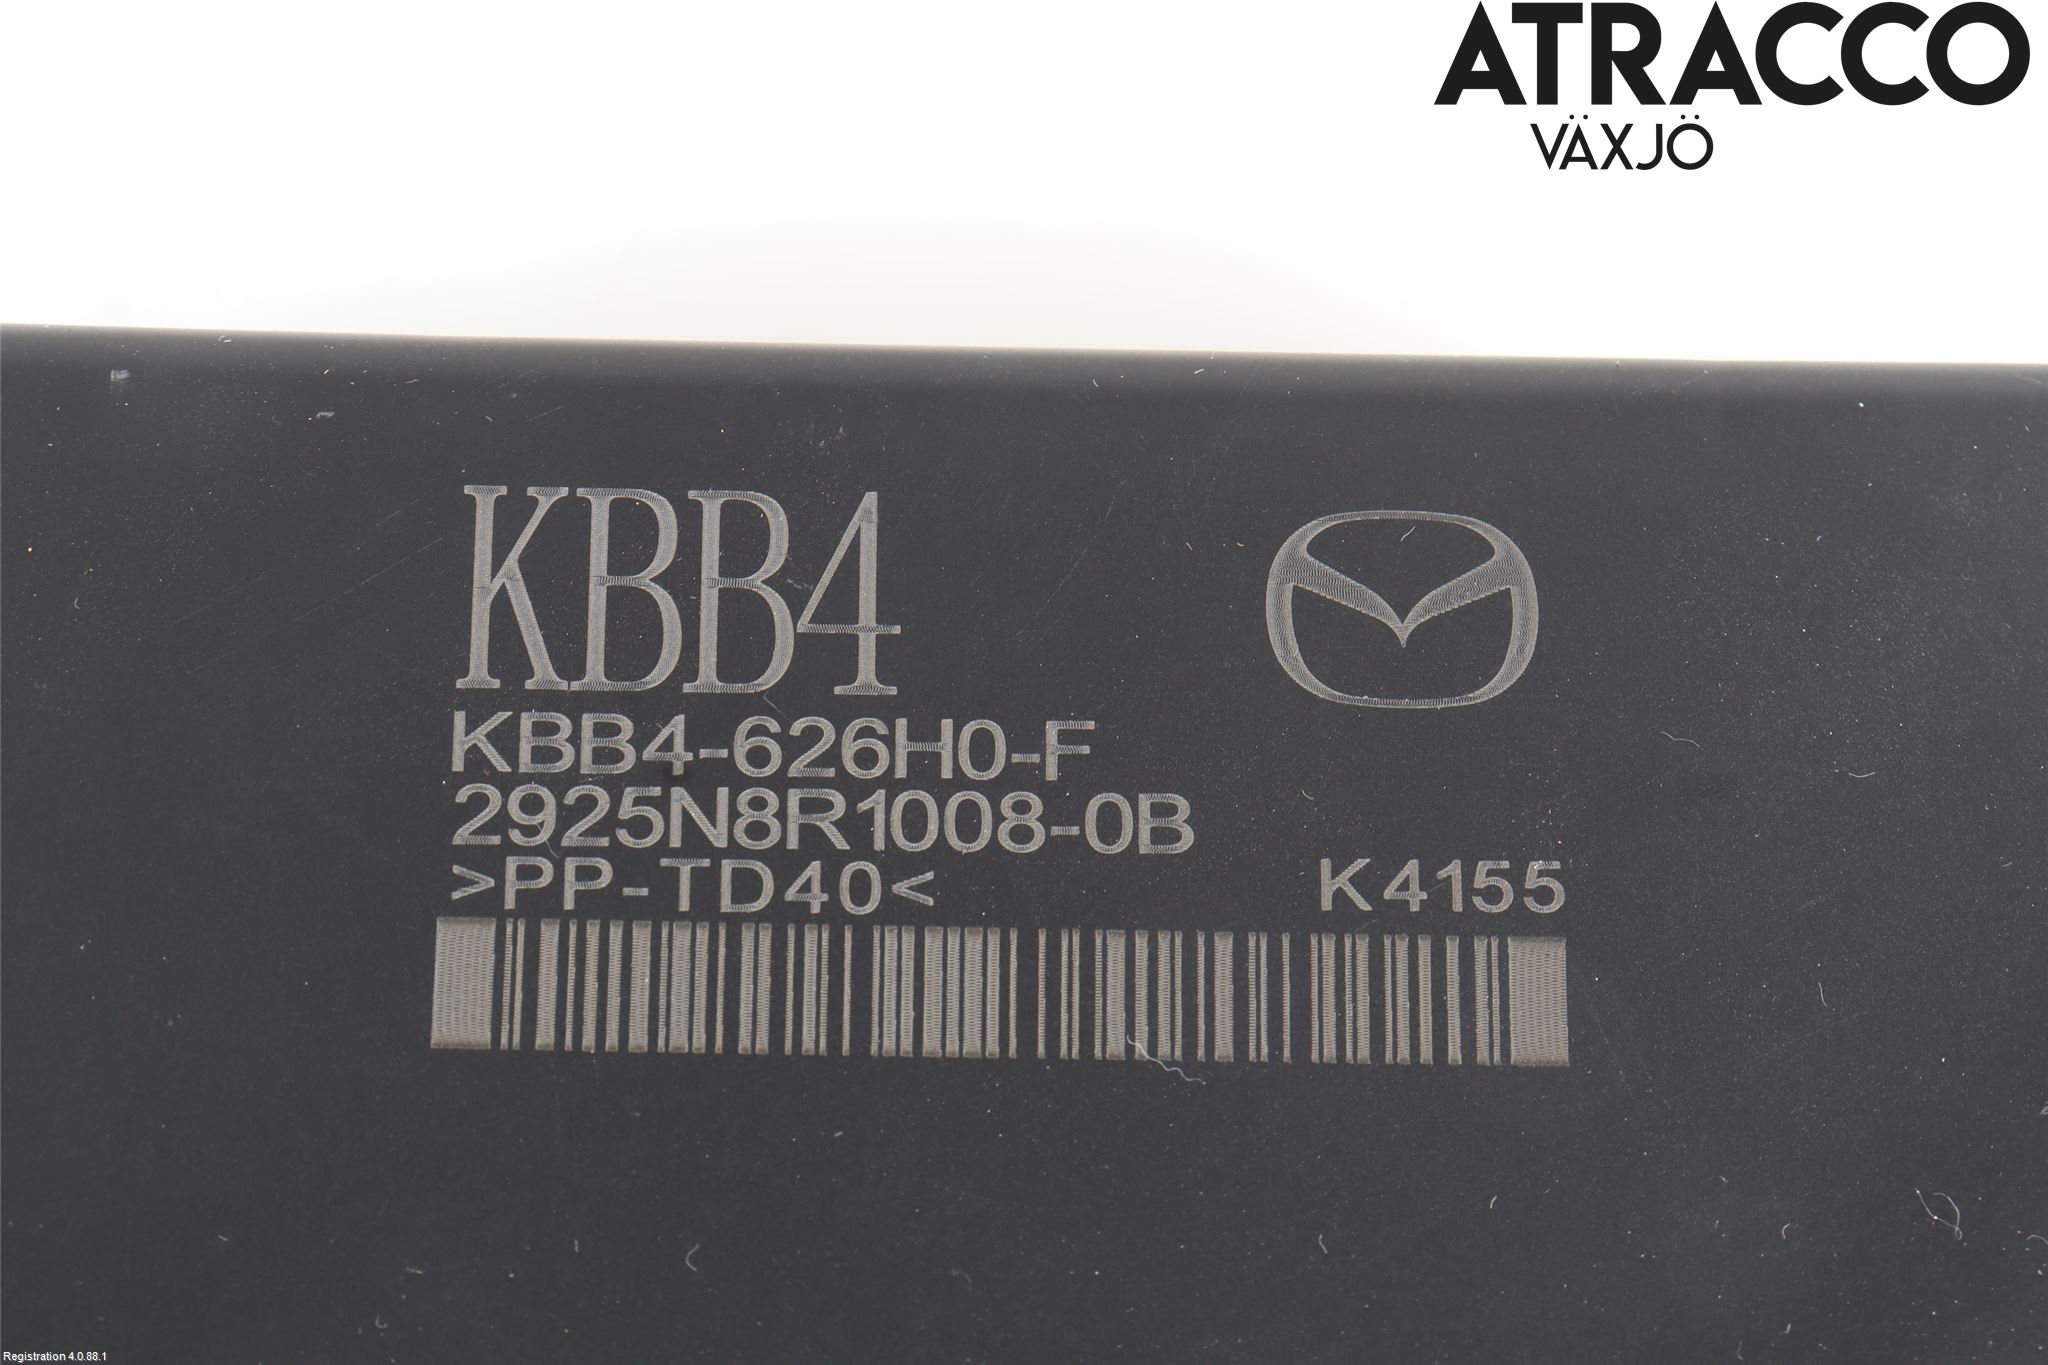 ATRACCO
VÄXJÖ
KBB4
KBB4-626H0-F
2925N8R1008-0B
>PP-TD40<
K4155
Registration 4.0.88.1